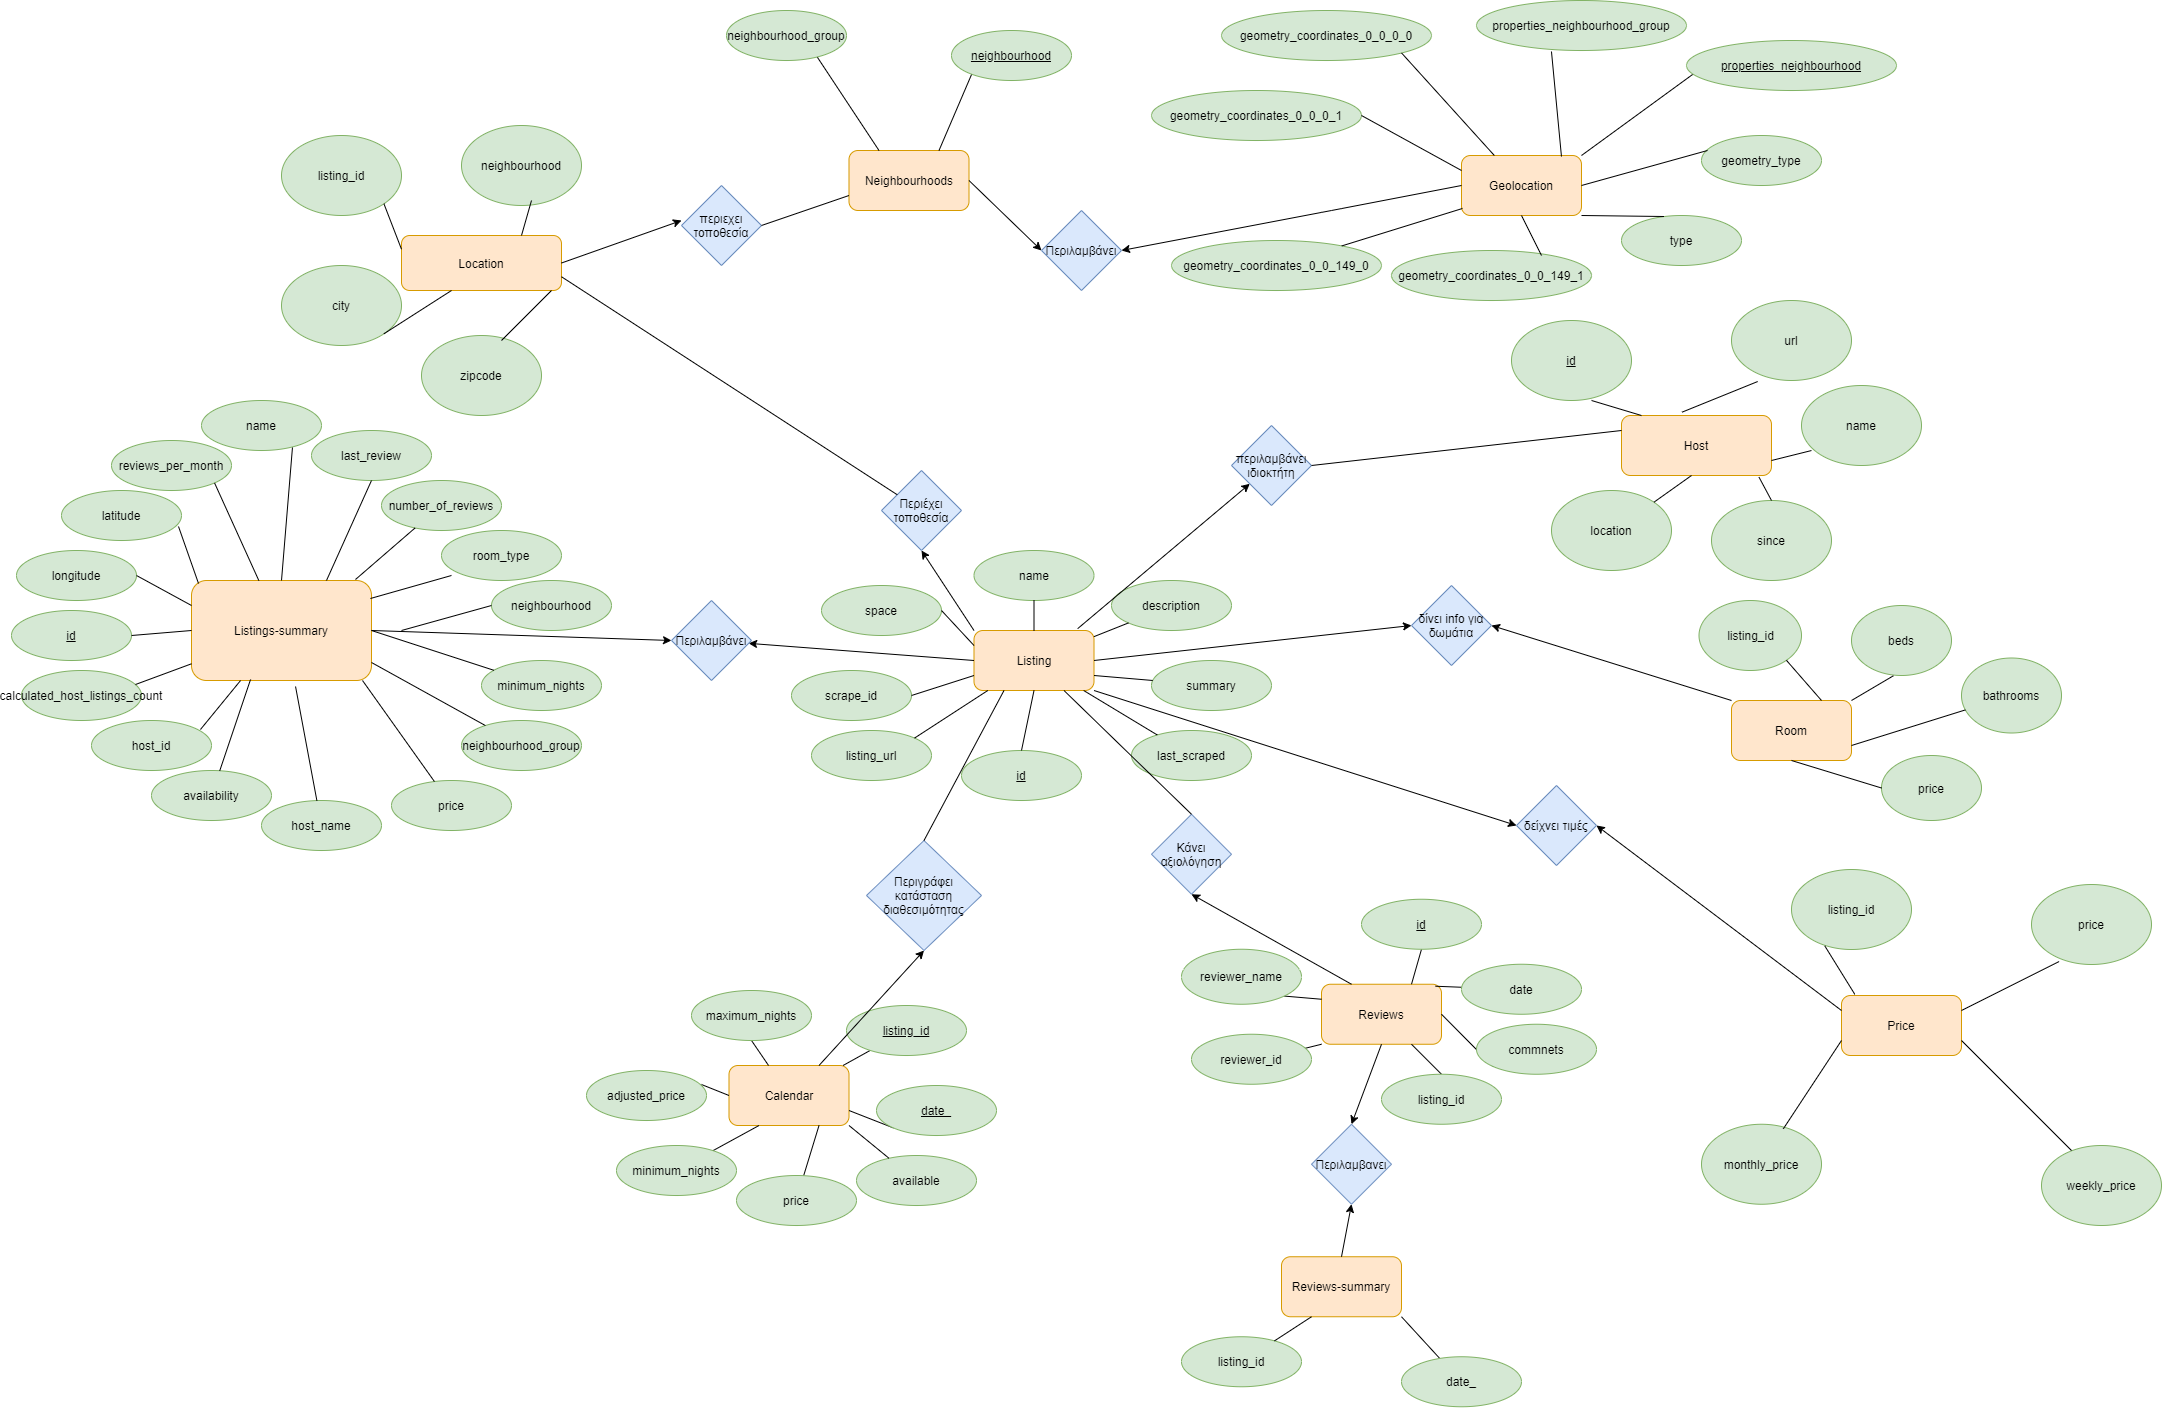 neighbourhood_group
neighbourhood
geometry_coordinates_0_0_0_0
properties_neighbourhood_group
properties_neighbourhood
geometry_coordinates_0_0_0_1
geometry_type
listing_id
neighbourhood
Neighbourhoods
Geolocation
περιεχει
τοποθεσία
Περιλαμβάνει
type
Location
geometry_coordinates_0_0_149_0
geometry_coordinates_0_0_149_1
city
zipcode
id
url
name
Host
location
since
περιλαμβάνει
ιδιοκτήτη
name
last_review
reviews_per_month
number_of_reviews
latitude
room_type
longitude
neighbourhood
id
Listings-summary
calculated_host_listings_count
minimum_nights
host_id
neighbourhood_group
availability
host_name
price
Περιλαμβάνει
Περιέχει
τοποθεσία
name
space
description
Listing
scrape_id
summary
listing_url
id
last_scraped
δίνει info για
δωμάτια
listing_id
beds
bathrooms
Room
price
δείχνει τιμές
Κάνει
αξιολόγηση
Περιγράφει
κατάσταση
διαθεσιμότητας
listing_id
price
Price
monthly_price
weekly_price
id
reviewer_name
date
Reviews
reviewer_id
commnets
listing_id
maximum_nights
listing_id
adjusted_price
Calendar
date_
minimum_nights
price
available
Περιλαμβανει
Reviews-summary
listing_id
date_